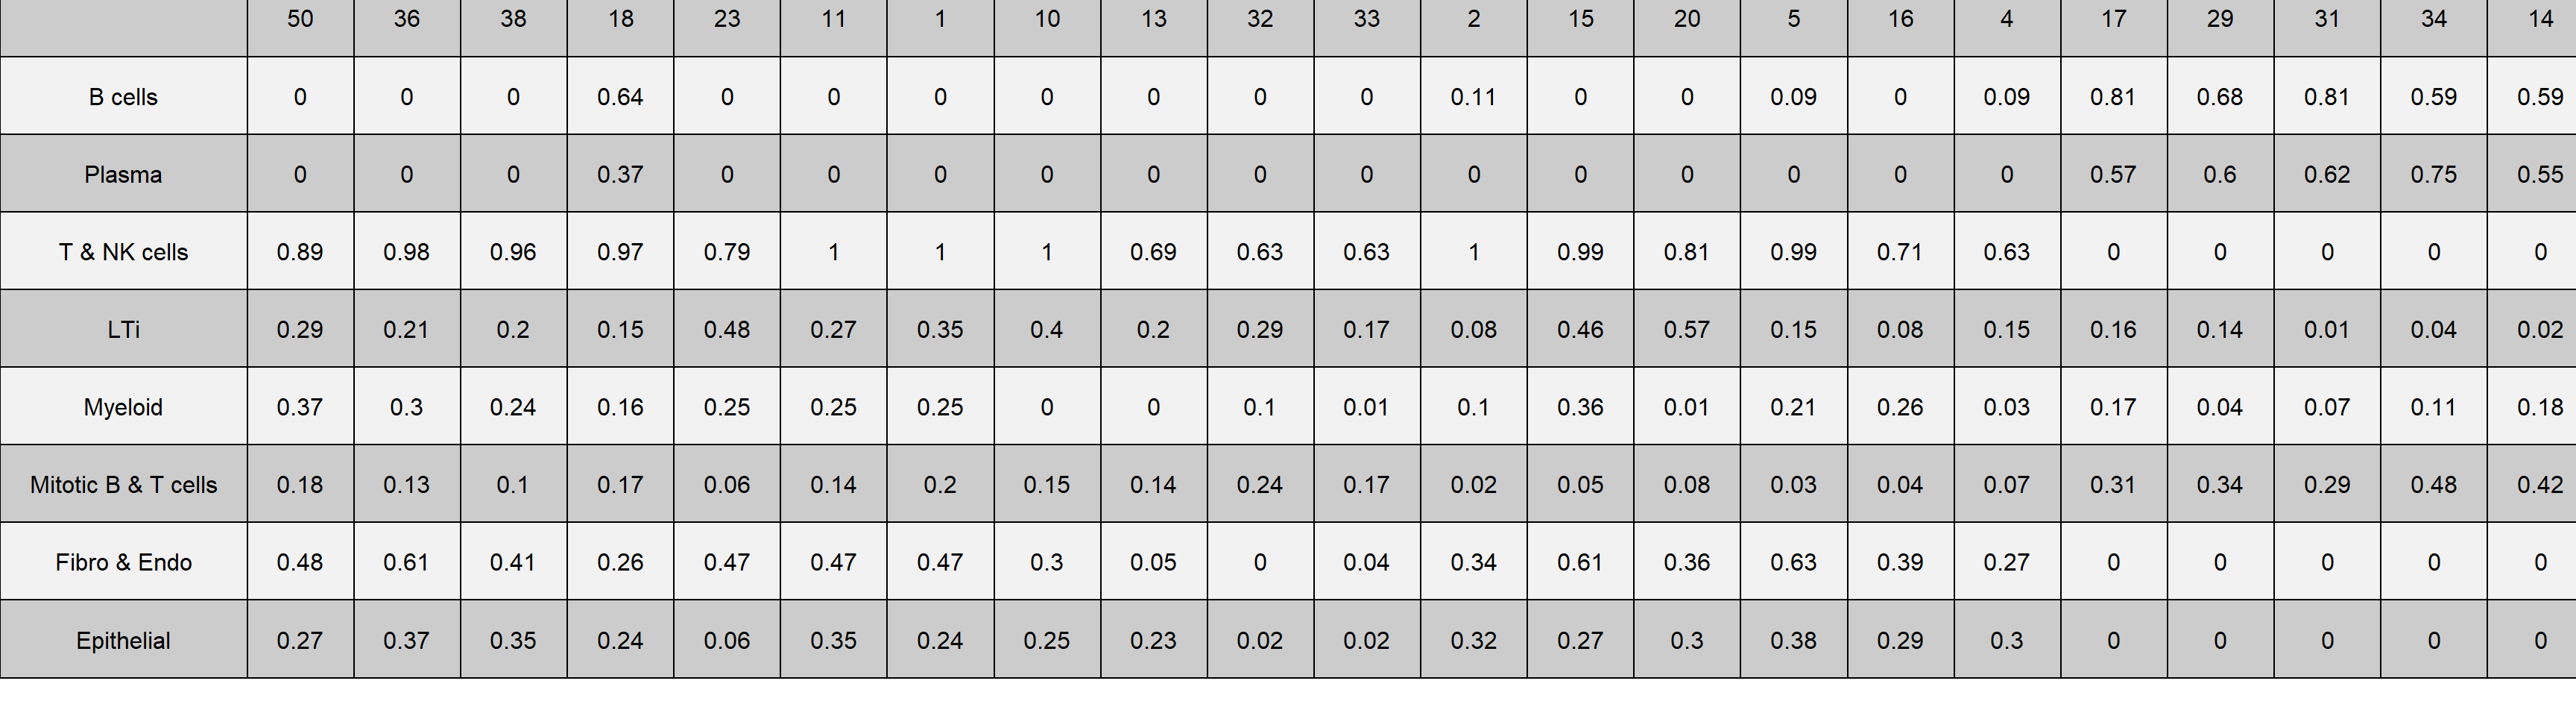 50 36 38 18 23 11 1 10 13 32 33 2 15 20 5 16 4 17 29 31 34 14
B cells 0 0 0 0.64 0 0 0 0 0 0 0 0.11 0 0 0.09 0 0.09 0.81 0.68 0.81 0.59 0.59
Plasma 0 0 0 0.37 0 0 0 0 0 0 0 0 0 0 0 0 0 0.57 0.6 0.62 0.75 0.55
T & NK cells 0.89 0.98 0.96 0.97 0.79 1 1 1 0.69 0.63 0.63 1 0.99 0.81 0.99 0.71 0.63 0 0 0 0 0
LTi 0.29 0.21 0.2 0.15 0.48 0.27 0.35 0.4 0.2 0.29 0.17 0.08 0.46 0.57 0.15 0.08 0.15 0.16 0.14 0.01 0.04 0.02
Myeloid 0.37 0.3 0.24 0.16 0.25 0.25 0.25 0 0 0.1 0.01 0.1 0.36 0.01 0.21 0.26 0.03 0.17 0.04 0.07 0.11 0.18
Mitotic B & T cells 0.18 0.13 0.1 0.17 0.06 0.14 0.2 0.15 0.14 0.24 0.17 0.02 0.05 0.08 0.03 0.04 0.07 0.31 0.34 0.29 0.48 0.42
Fibro & Endo 0.48 0.61 0.41 0.26 0.47 0.47 0.47 0.3 0.05 0 0.04 0.34 0.61 0.36 0.63 0.39 0.27 0 0 0 0 0
Epithelial 0.27 0.37 0.35 0.24 0.06 0.35 0.24 0.25 0.23 0.02 0.02 0.32 0.27 0.3 0.38 0.29 0.3 0 0 0 0 0